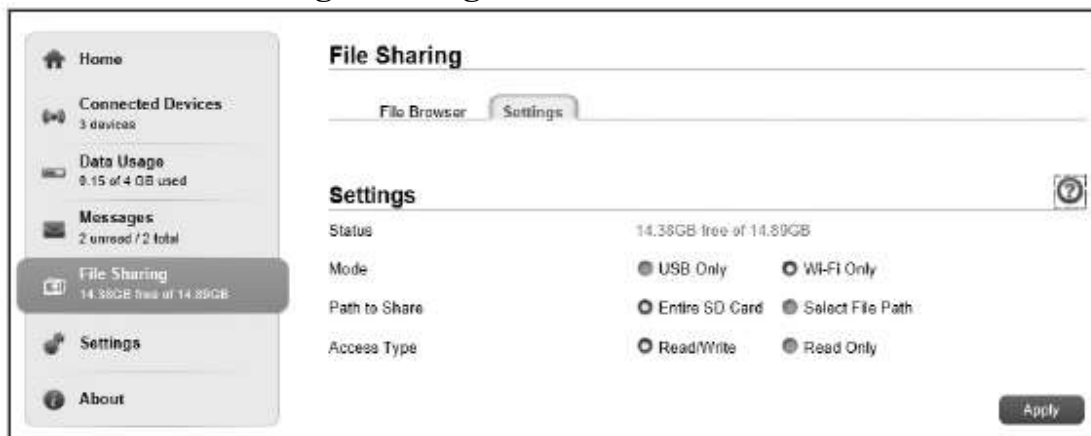 Home
Connected Devices
3 devices
Data Usage
0.15 of 4 GB used
Messages
2 unread / 2 total
File Sharing
14.38GB free of 14.89GB
Settings
About
File Sharing
File Browser Settings
Settings
Status 14.38GB free of 14.89GB
Mode USB Only Wi-Fi Only
Path to Share Entire SD Card Select File Path
Access Type Read/Write Read Only
Apply